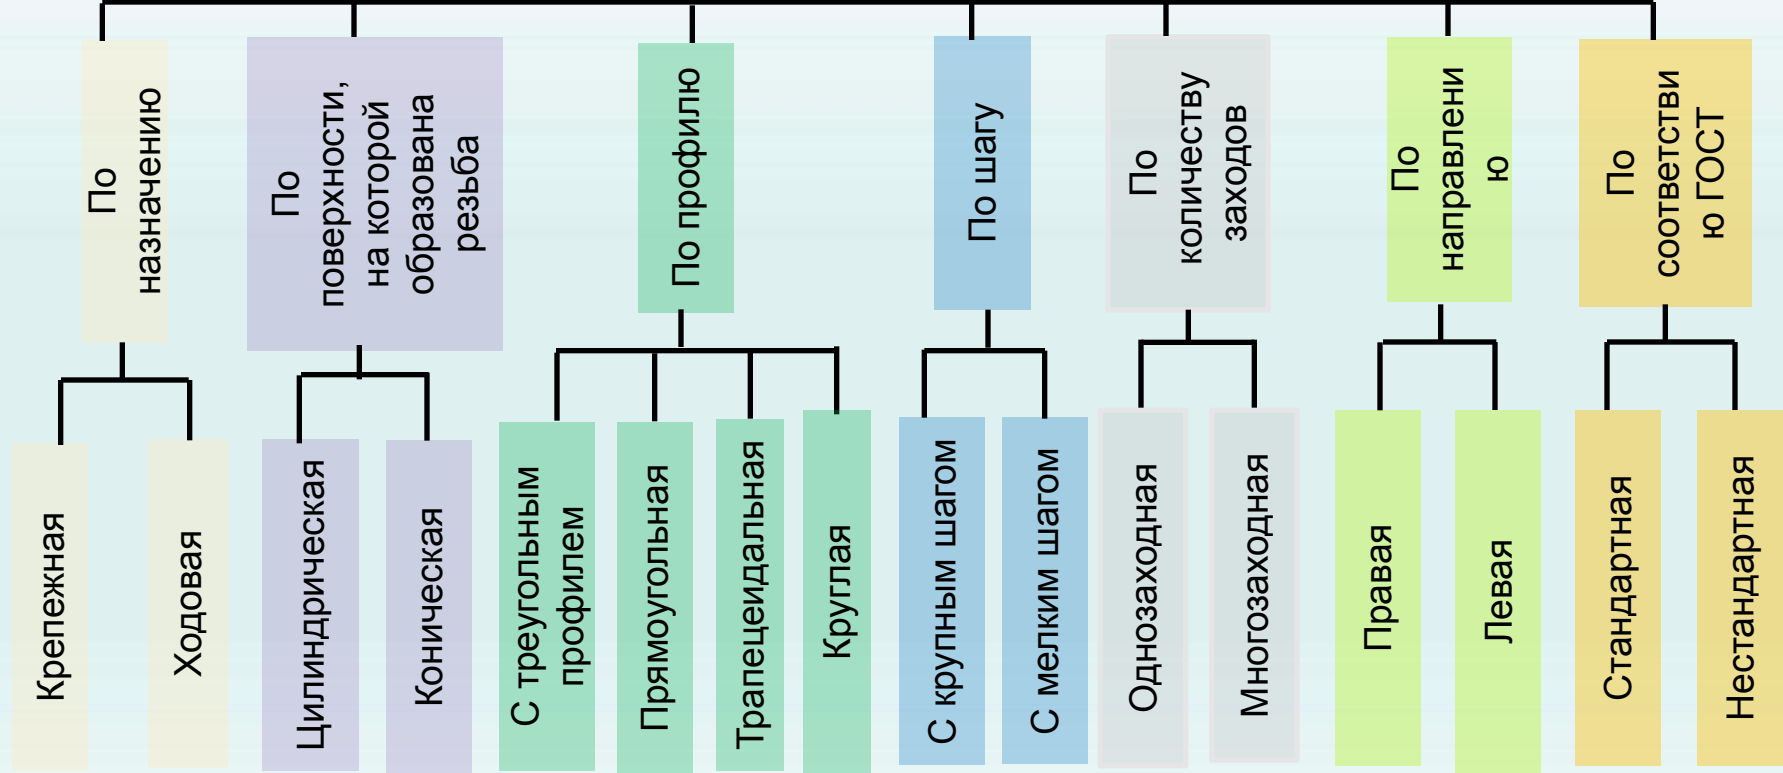 По
назначению
По
поверхности,
на которой
образована
резьба
По профилю
По шагу
По
количеству
заходов
По
направлени
ю
По
соответстви
ю ГОСТ
Крепежная
Ходовая
Цилиндрическая
Коническая
С треугольным
профилем
Прямоугольная
Трапецеидальная
Круглая
С крупным шагом
С мелким шагом
Однозаходная
Многозаходная
Правая
Левая
Стандартная
Нестандартная